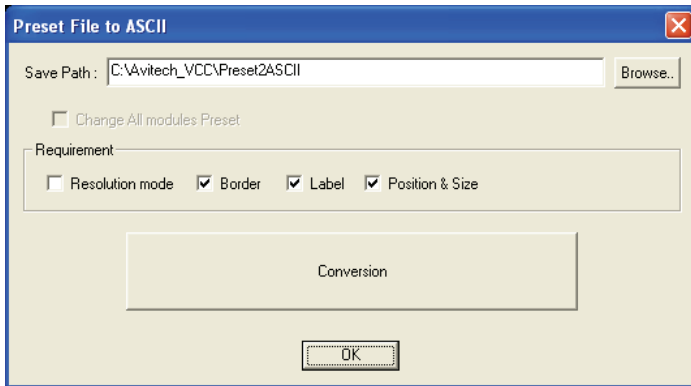 Preset File to ASCII
Save Path : C:\Avitech_VCC\Preset2ASCII Browse..
Change All modules Preset
Requirement
Resolution mode Border Label Position & Size
Conversion
OK